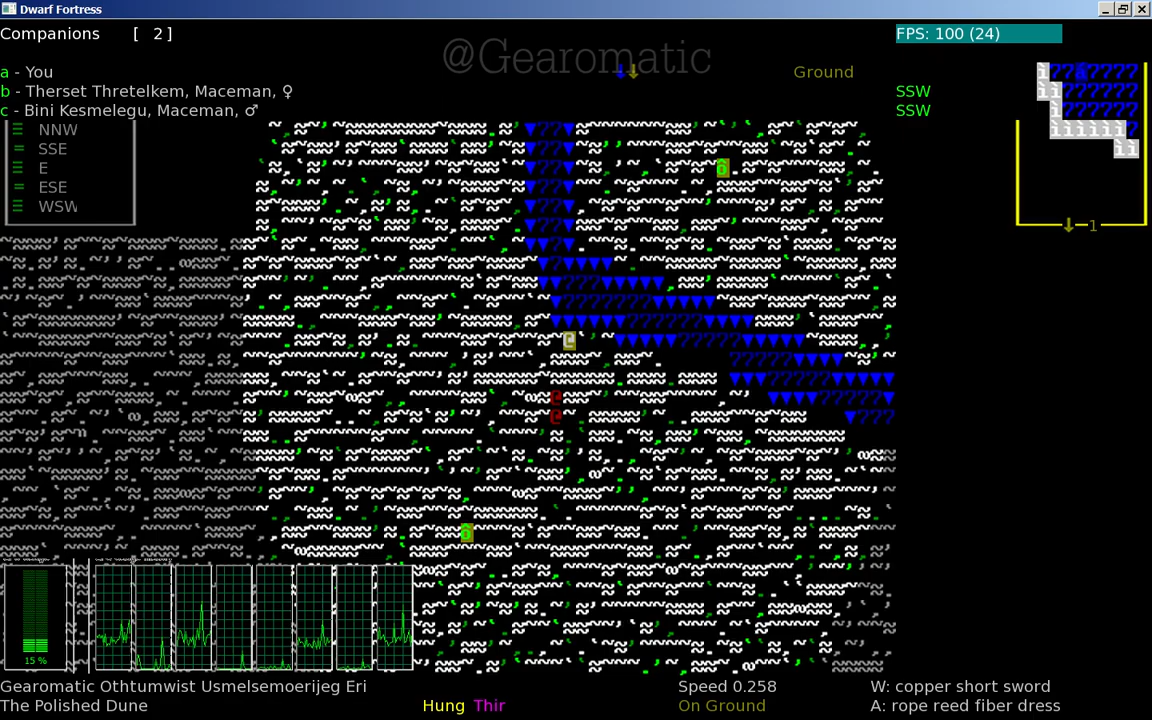 Dwarf Fortress
Companions [ 2]
FPS: 100 (24)
@Gearomatic
a - You
Ground
b - Therset Thretelkem, Maceman, ♀
SSW
c - Bini Kesmelegu, Maceman, ♂
SSW
NNW
SSE
E
ESE
WSW
1
15 %
Gearomatic Othtumwist Usmelsemoerijeg Eri
Speed 0.258
W: copper short sword
The Polished Dune
Hung Thir
On Ground
A: rope reed fiber dress